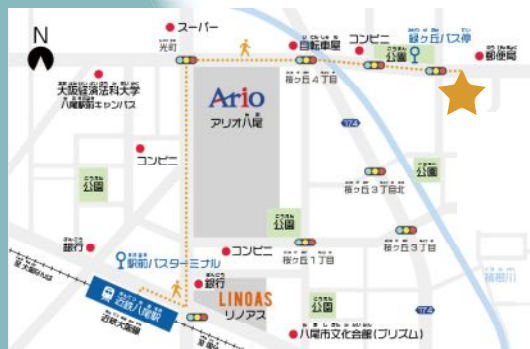 N
スーパー
光町
自転車屋
コンビニ
公園
緑ヶ丘バス停
郵便局
桜ヶ丘4丁目
大阪経済法科大学
八尾駅前キャンパス
Ario
アリオ八尾
174
コンビニ
公園
桜ヶ丘3丁目北
公園
公園
銀行
駅前バスターミナル
コンビニ
桜ヶ丘1丁目
桜ヶ丘3丁目
174
銀行
近鉄八尾駅
近鉄大阪線
LINOAS
リノアス
公園
八尾市文化会館(プリズム)